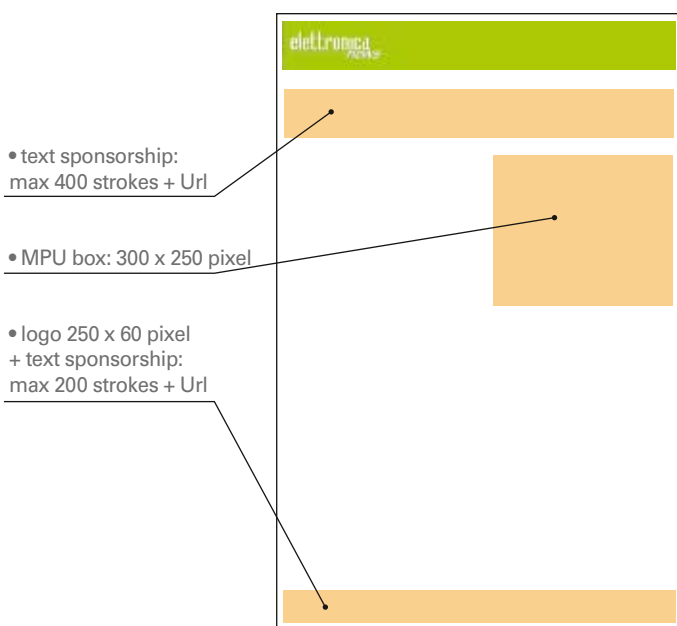 elettronica
news
• text sponsorship:
max 400 strokes + Url
• MPU box: 300 x 250 pixel
• logo 250 x 60 pixel
+ text sponsorship:
max 200 strokes + Url